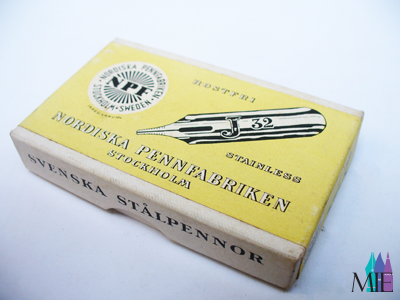 NORDISKA PENNFABRIKEN
STOCKHOLM · SWEDEN
NPF
ROSTFRI
J 32
STAINLESS
NORDISKA PENNFABRIKEN
STOCKHOLM
SVENSKA STÅLPENNOR